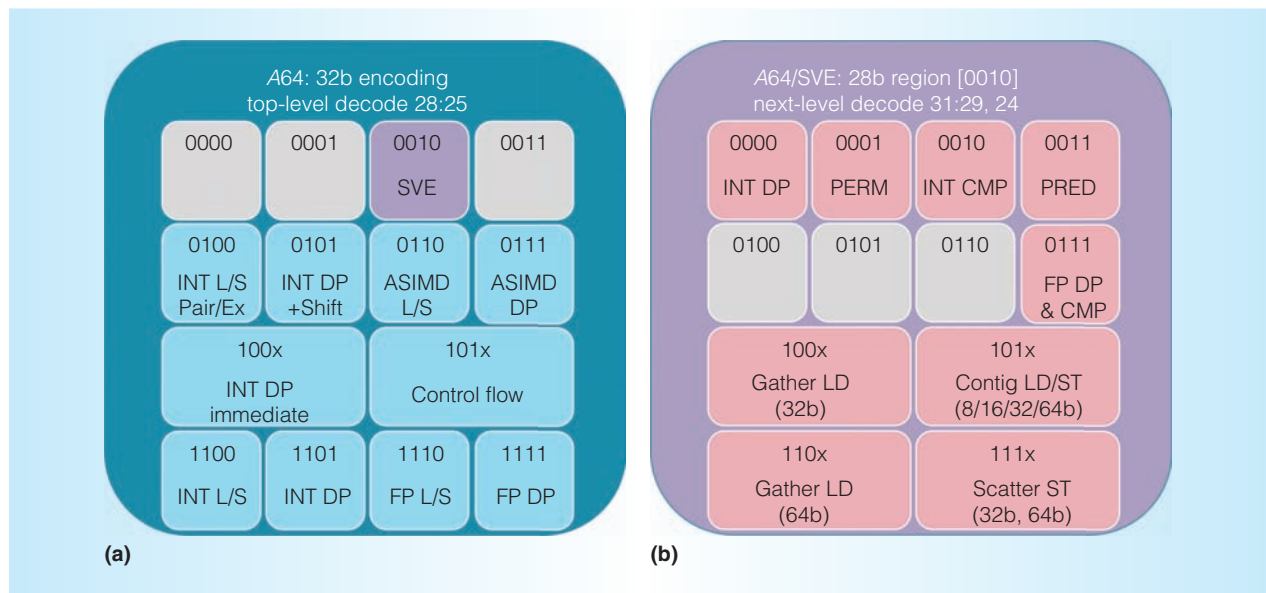 A64: 32b encoding
top-level decode 28:25
0000
0001
0010
SVE
0011
0100
INT L/S
Pair/Ex
0101
INT DP
+Shift
0110
ASIMD
L/S
0111
ASIMD
DP
100x
INT DP
immediate
101x
Control flow
1100
INT L/S
1101
INT DP
1110
FP L/S
1111
FP DP
(a)
A64/SVE: 28b region [0010]
next-level decode 31:29, 24
0000
INT DP
0001
PERM
0010
INT CMP
0011
PRED
0100
0101
0110
0111
FP DP
& CMP
100x
Gather LD
(32b)
101x
Contig LD/ST
(8/16/32/64b)
110x
Gather LD
(64b)
111x
Scatter ST
(32b, 64b)
(b)